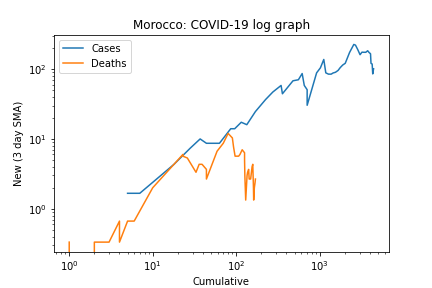 Morocco: COVID-19 log graph
Cases
Deaths
New (3 day SMA)
10²
10¹
10⁰
10⁰ 10¹ 10² 10³
Cumulative